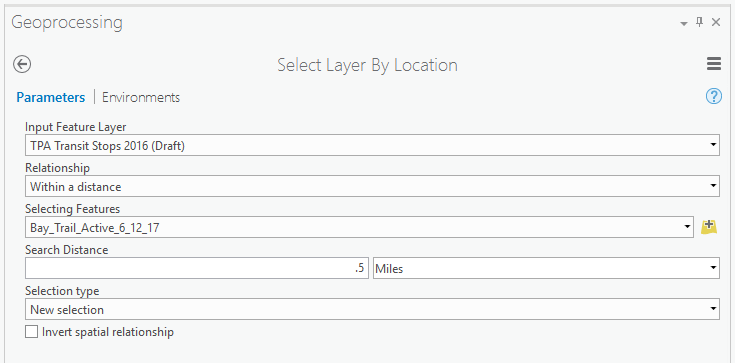 Geoprocessing
Select Layer By Location
Parameters | Environments
Input Feature Layer
TPA Transit Stops 2016 (Draft)
Relationship
Within a distance
Selecting Features
Bay_Trail_Active_6_12_17
Search Distance
.5 Miles
Selection type
New selection
Invert spatial relationship